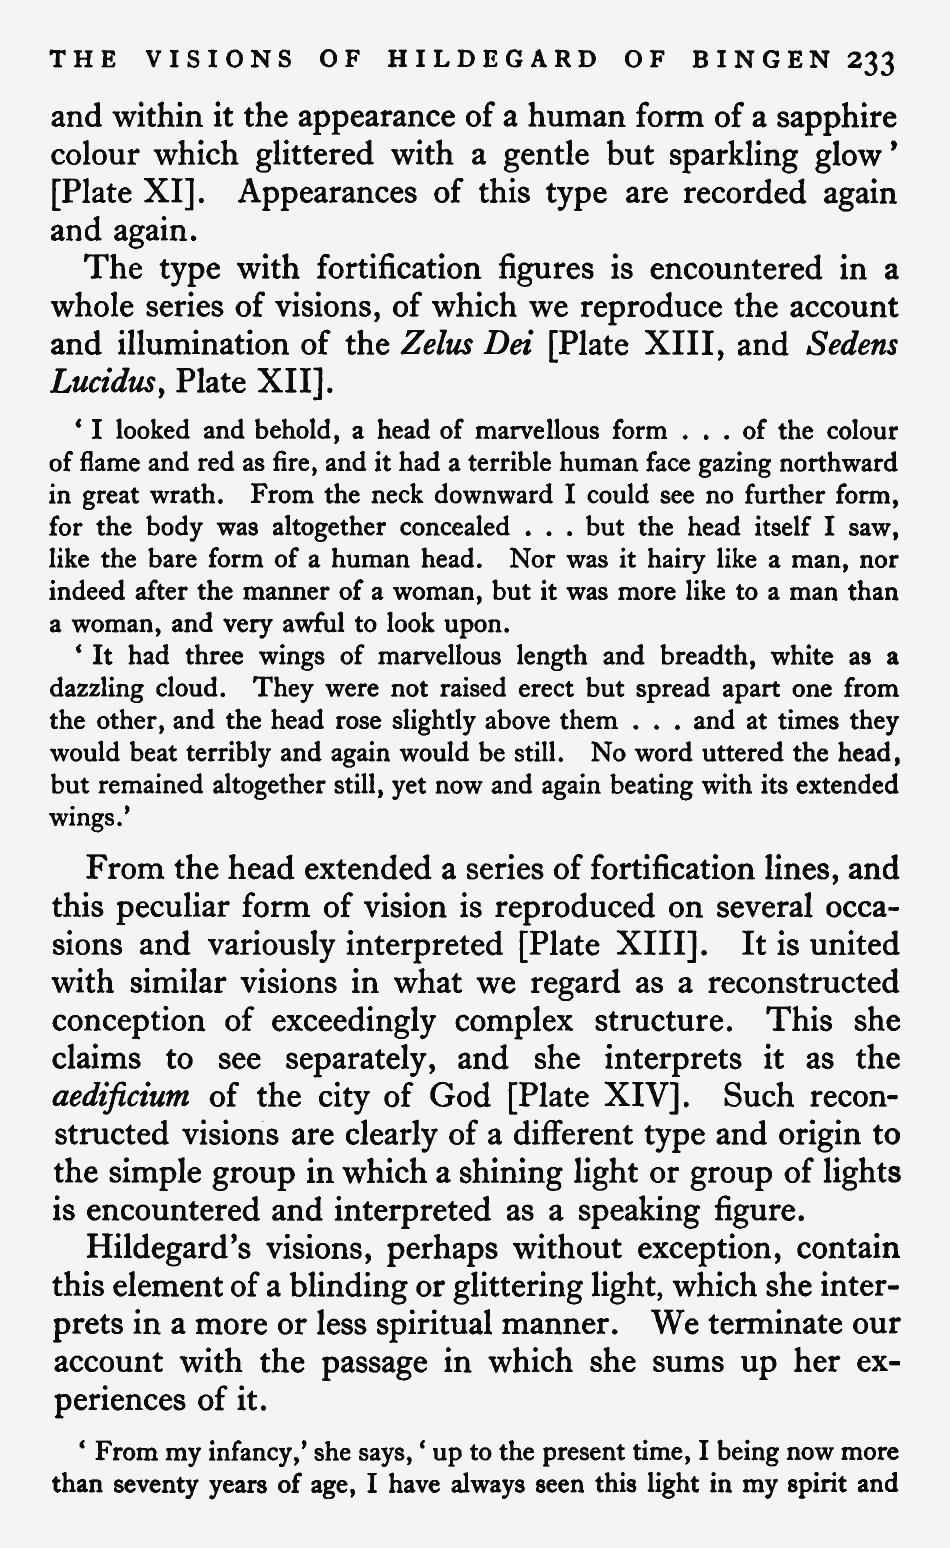 THE VISIONS OF HILDEGARD OF BINGEN 233
and within it the appearance of a human form of a sapphire
colour which glittered with a gentle but sparkling glow’
[Plate XI]. Appearances of this type are recorded again
and again.
The type with fortification figures is encountered in a
whole series of visions, of which we reproduce the account
and illumination of the Zelus Dei [Plate XIII, and Sedens
Lucidus, Plate XII].
‘ I looked and behold, a head of marvellous form . . . of the colour
of flame and red as fire, and it had a terrible human face gazing northward
in great wrath. From the neck downward I could see no further form,
for the body was altogether concealed . . . but the head itself I saw,
like the bare form of a human head. Nor was it hairy like a man, nor
indeed after the manner of a woman, but it was more like to a man than
a woman, and very awful to look upon.
‘ It had three wings of marvellous length and breadth, white as a
dazzling cloud. They were not raised erect but spread apart one from
the other, and the head rose slightly above them . . . and at times they
would beat terribly and again would be still. No word uttered the head,
but remained altogether still, yet now and again beating with its extended
wings.’
From the head extended a series of fortification lines, and
this peculiar form of vision is reproduced on several occa-
sions and variously interpreted [Plate XIII]. It is united
with similar visions in what we regard as a reconstructed
conception of exceedingly complex structure. This she
claims to see separately, and she interprets it as the
aedificium of the city of God [Plate XIV]. Such recon-
structed visions are clearly of a different type and origin to
the simple group in which a shining light or group of lights
is encountered and interpreted as a speaking figure.
Hildegard’s visions, perhaps without exception, contain
this element of a blinding or glittering light, which she inter-
prets in a more or less spiritual manner. We terminate our
account with the passage in which she sums up her ex-
periences of it.
‘ From my infancy,’ she says, ‘ up to the present time, I being now more
than seventy years of age, I have always seen this light in my spirit and